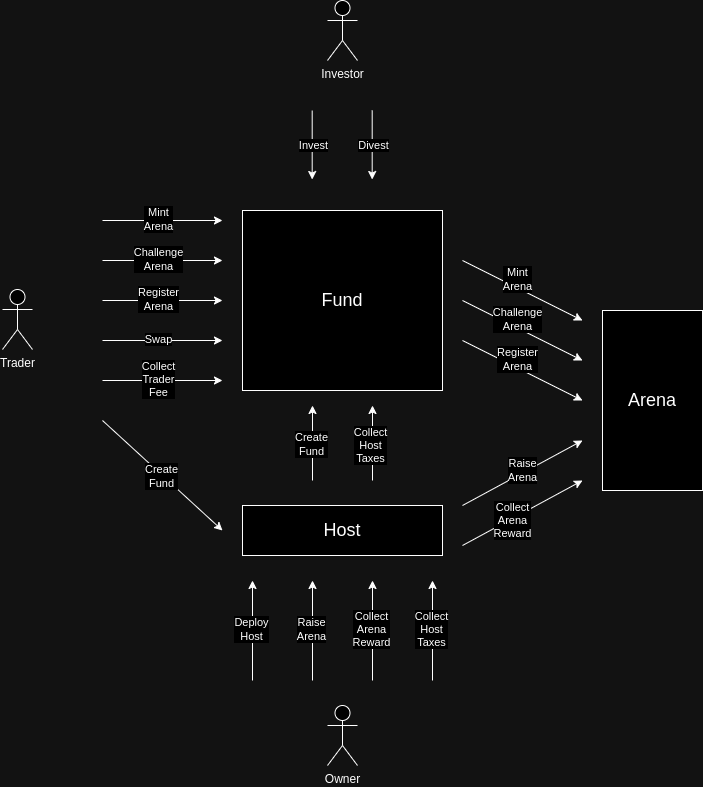 Investor
Invest
Divest
Mint
Arena
Challenge
Arena
Register
Arena
Swap
Collect
Trader
Fee
Trader
Create
Fund
Fund
Mint
Arena
Challenge
Arena
Register
Arena
Arena
Create
Fund
Collect
Host
Taxes
Raise
Arena
Collect
Arena
Reward
Host
Deploy
Host
Raise
Arena
Collect
Arena
Reward
Collect
Host
Taxes
Owner